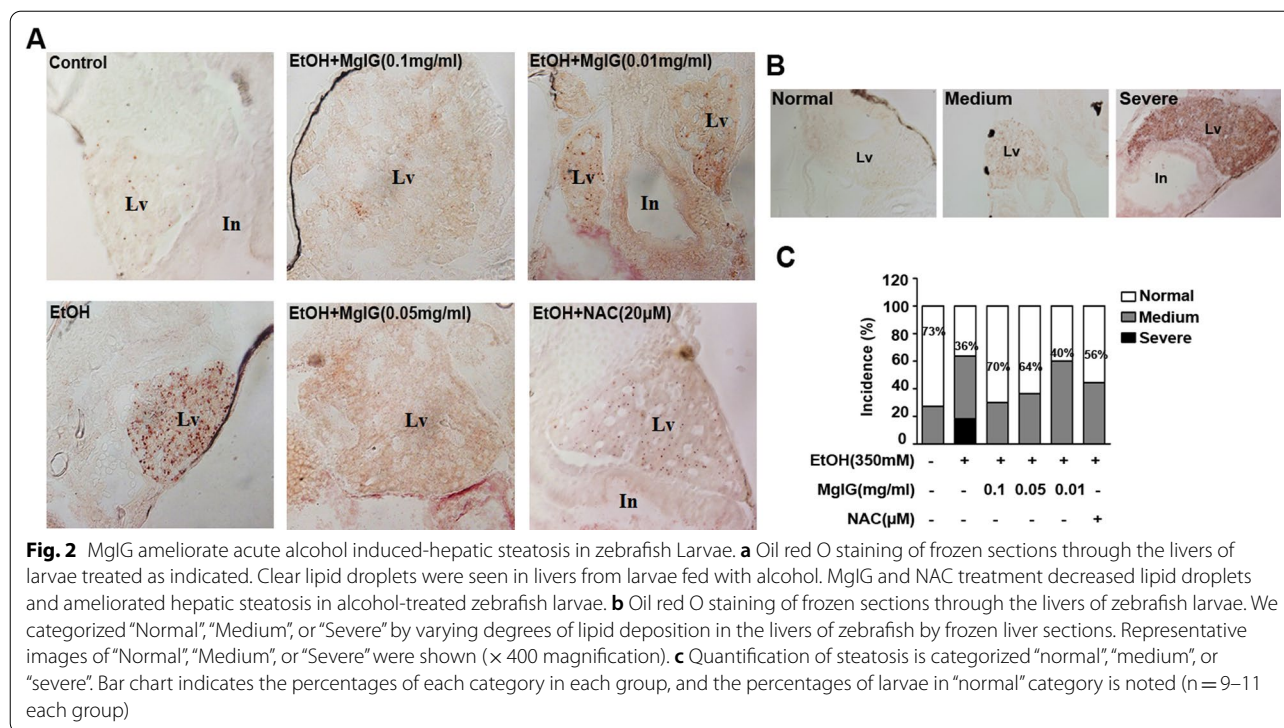 A
Control
EtOH+MgIG(0.1mg/ml)
EtOH+MgIG(0.01mg/ml)
Lv
In
Lv
Lv
Lv
In
EtOH
EtOH+MgIG(0.05mg/ml)
EtOH+NAC(20µM)
Lv
Lv
Lv
In
B
Normal
Medium
Severe
Lv
Lv
Lv
In
C
Incidence (%)
120
100
80
60
40
20
0
73%
36%
70%
64%
40%
56%
Normal
Medium
Severe
EtOH(350mM) - + + + + +
MgIG(mg/ml) - - 0.1 0.05 0.01 -
NAC(µM) - - - - - +
Fig. 2 MgIG ameliorate acute alcohol induced-hepatic steatosis in zebrafish Larvae. a Oil red O staining of frozen sections through the livers of
larvae treated as indicated. Clear lipid droplets were seen in livers from larvae fed with alcohol. MgIG and NAC treatment decreased lipid droplets
and ameliorated hepatic steatosis in alcohol-treated zebrafish larvae. b Oil red O staining of frozen sections through the livers of zebrafish larvae. We
categorized “Normal”, “Medium”, or “Severe” by varying degrees of lipid deposition in the livers of zebrafish by frozen liver sections. Representative
images of “Normal”, “Medium”, or “Severe” were shown (× 400 magnification). c Quantification of steatosis is categorized “normal”, “medium”, or
“severe”. Bar chart indicates the percentages of each category in each group, and the percentages of larvae in “normal” category is noted (n = 9–11
each group)